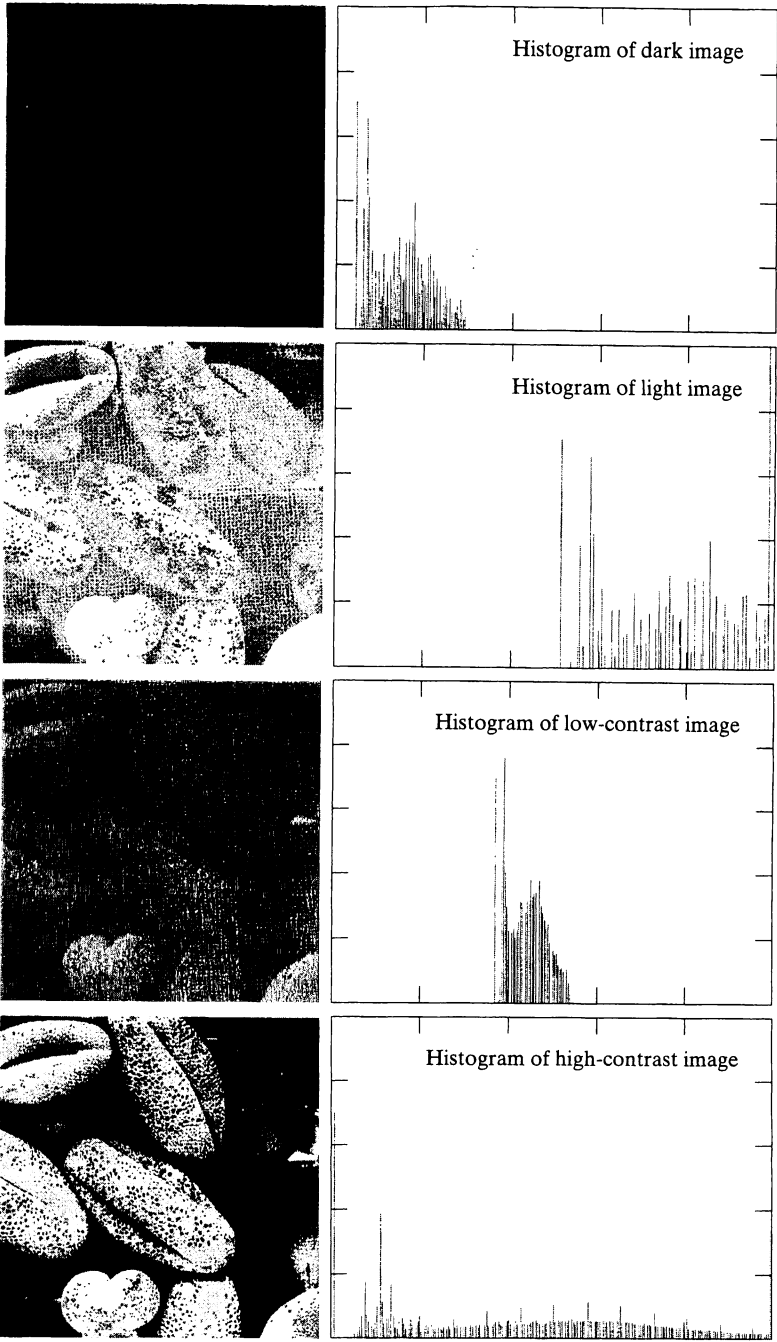 Histogram of dark image
Histogram of light image
Histogram of low-contrast image
Histogram of high-contrast image